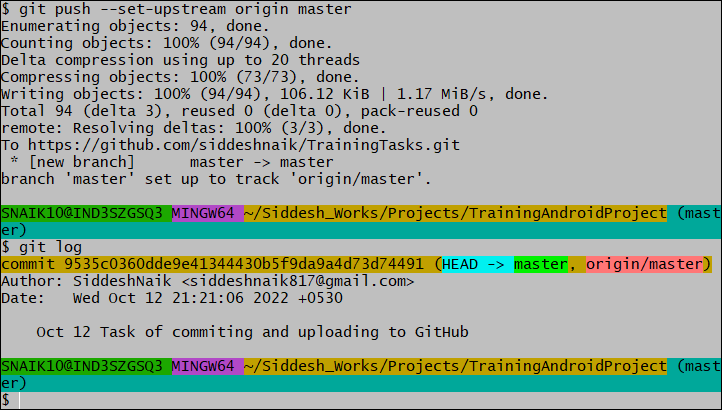 $ git push --set-upstream origin master
Enumerating objects: 94, done.
Counting objects: 100% (94/94), done.
Delta compression using up to 20 threads
Compressing objects: 100% (73/73), done.
Writing objects: 100% (94/94), 106.12 KiB | 1.17 MiB/s, done.
Total 94 (delta 3), reused 0 (delta 0), pack-reused 0
remote: Resolving deltas: 100% (3/3), done.
To https://github.com/siddeshnaik/TrainingTasks.git
 * [new branch]      master -> master
branch 'master' set up to track 'origin/master'.

SNAIK10@IND3SZGSQ3 MINGW64 ~/Siddesh_Works/Projects/TrainingAndroidProject (mast
er)
$ git log
commit 9535c0360dde9e41344430b5f9da9a4d73d74491 (HEAD -> master, origin/master)
Author: SiddeshNaik <siddeshnaik817@gmail.com>
Date:   Wed Oct 12 21:21:06 2022 +0530

    Oct 12 Task of commiting and uploading to GitHub

SNAIK10@IND3SZGSQ3 MINGW64 ~/Siddesh_Works/Projects/TrainingAndroidProject (mast
er)
$